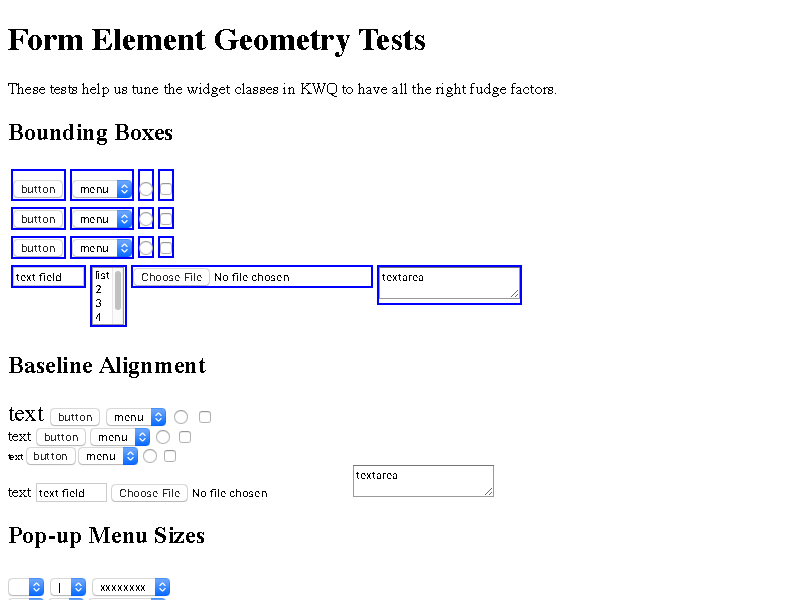 Form Element Geometry Tests
These tests help us tune the widget classes in KWQ to have all the right fudge factors.
Bounding Boxes
button menu
button menu
button menu
text field list Choose File No file chosen textarea
2
3
4
Baseline Alignment
text button menu
text button menu
text button menu
textarea
text text field Choose File No file chosen
Pop-up Menu Sizes
| xxxxxxxx